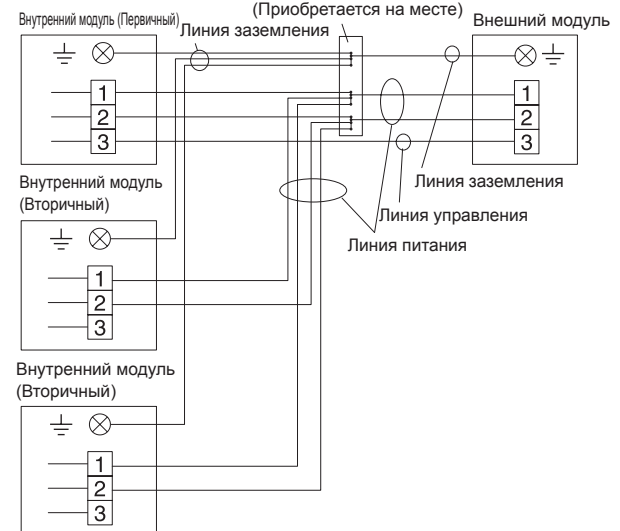 (Приобретается на месте)
Внутренний модуль (Первичный)
Линия заземления
Внешний модуль
1
2
3
1
2
3
Линия заземления
Линия управления
Линия питания
Внутренний модуль
(Вторичный)
1
2
3
Внутренний модуль
(Вторичный)
1
2
3